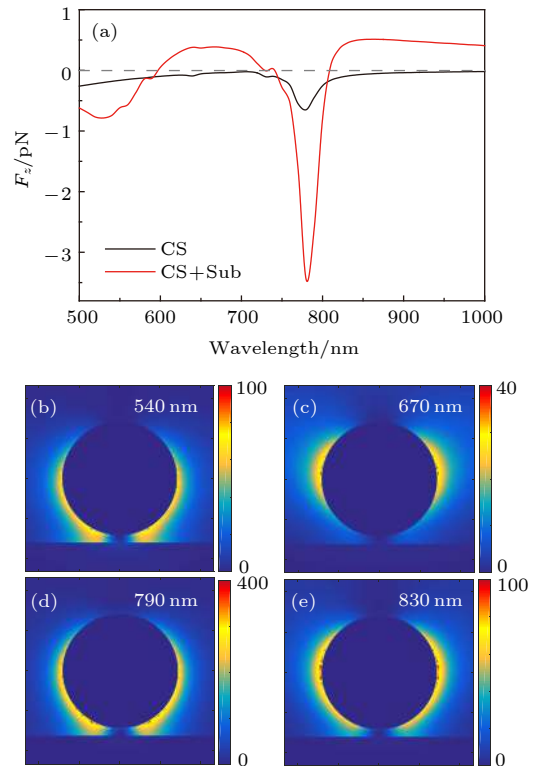 1
(a)
0
−1
−2
−3
F_z/pN
CS
CS+Sub
500 600 700 800 900 1000
Wavelength/nm
(b) 540 nm 100 0
(c) 670 nm 40 0
(d) 790 nm 400 0
(e) 830 nm 100 0